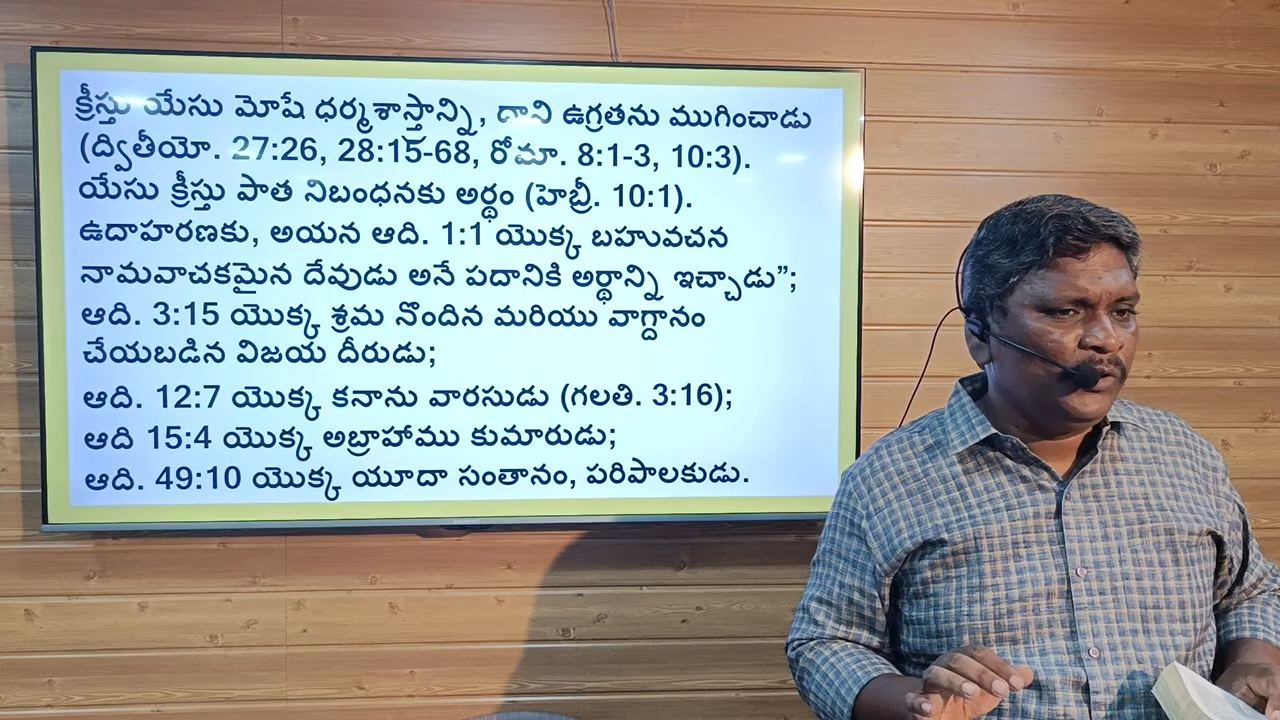 క్రీస్తు యేసు మోషే ధర్మశాస్త్రాన్ని, దాని ఉగ్రతను ముగించాడు
(ద్వితీయో. 27:26, 28:15-68, రోమా. 8:1-3, 10:3).
యేసు క్రీస్తు పాత నిబంధనకు అర్థం (హెబ్రీ. 10:1).
ఉదాహరణకు, అయన ఆది. 1:1 యొక్క బహువచన
నామవాచకమైన దేవుడు అనే పదానికి అర్థాన్ని ఇచ్చాడు”;
ఆది. 3:15 యొక్క శ్రమ నొందిన మరియు వాగ్దానం
చేయబడిన విజయ దీరుడు;
ఆది. 12:7 యొక్క కనాను వారసుడు (గలతి. 3:16);
ఆది 15:4 యొక్క అబ్రాహాము కుమారుడు;
ఆది. 49:10 యొక్క యూదా సంతానం, పరిపాలకుడు.